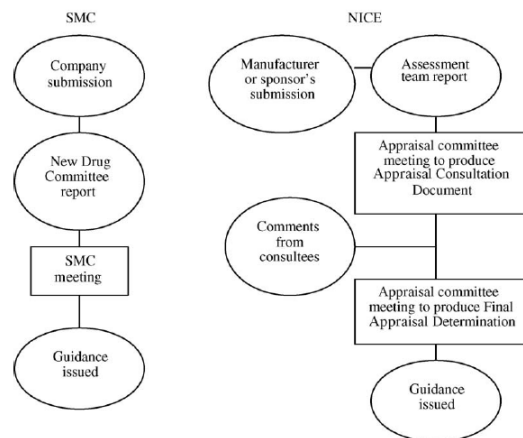 SMC
Company
submission
New Drug
Committee
report
SMC
meeting
Guidance
issued
NICE
Manufacturer
or sponsor's
submission
Assessment
team report
Appraisal committee
meeting to produce
Appraisal Consultation
Document
Comments
from
consultees
Appraisal committee
meeting to produce Final
Appraisal Determination
Guidance
issued